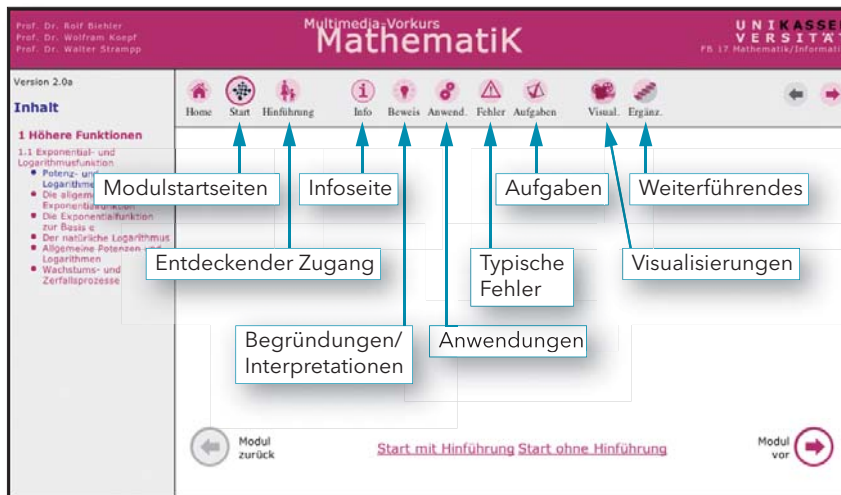 Prof. Dr. Rolf Biehler
Prof. Dr. Wolfram Koepf
Prof. Dr. Walter Strampp
Multimedia-Vorkurs
MathematiK
UNIKASSEL
VERSITÄT
FB 17 Mathematik/Informatik
Version 2.0a
Inhalt
1 Höhere Funktionen
1.1 Exponential- und
Logarithmusfunktion
Potenz- und
Die allgemeine
Exponentialfunktion
Die Exponentialfunktion
zur Basis e
Der natürliche Logarithmus
Allgemeine Potenzen und
Logarithmen
Wachstums- und
Zerfallsprozesse
Home Start Hinführung Info Beweis Anwend. Fehler Aufgaben Visual. Ergänz.
Modulstartseiten
Infoseite
Aufgaben
Weiterführendes
Entdeckender Zugang
Typische
Fehler
Visualisierungen
Begründungen/
Interpretationen
Anwendungen
Modul
zurück
Start mit Hinführung Start ohne Hinführung
Modul
vor